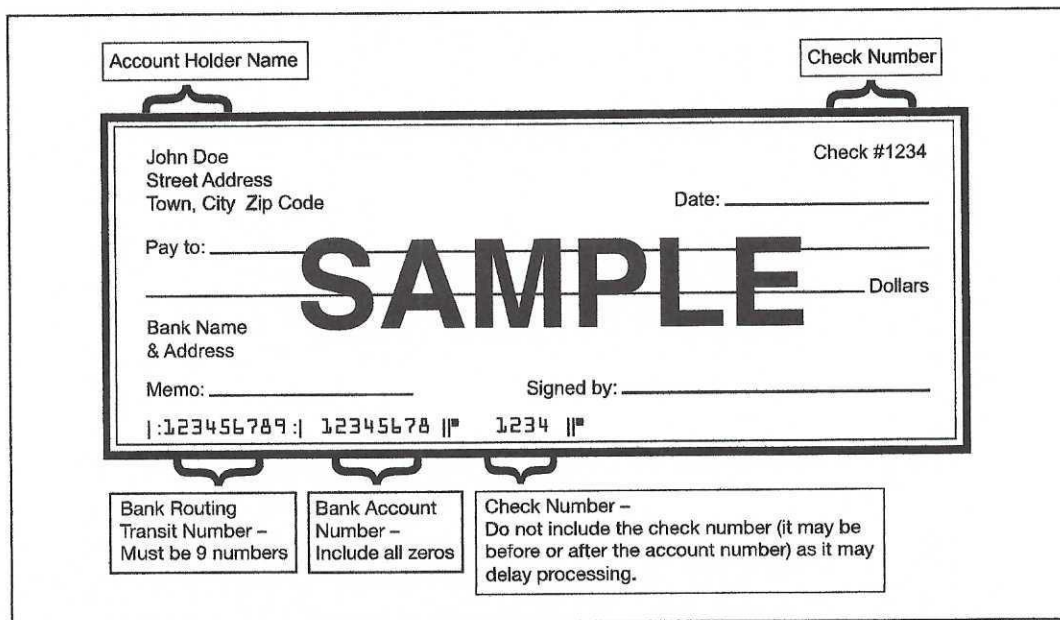 Account Holder Name
Check Number
John Doe
Check #1234
Street Address
Town, City Zip Code
Date:
Pay to:
SAMPLE
Dollars
Bank Name
& Address
Memo:
Signed by:
|:123456789:| 12345678 ||" 1234 ||"
Bank Routing
Transit Number –
Must be 9 numbers
Bank Account
Number –
Include all zeros
Check Number –
Do not include the check number (it may be
before or after the account number) as it may
delay processing.